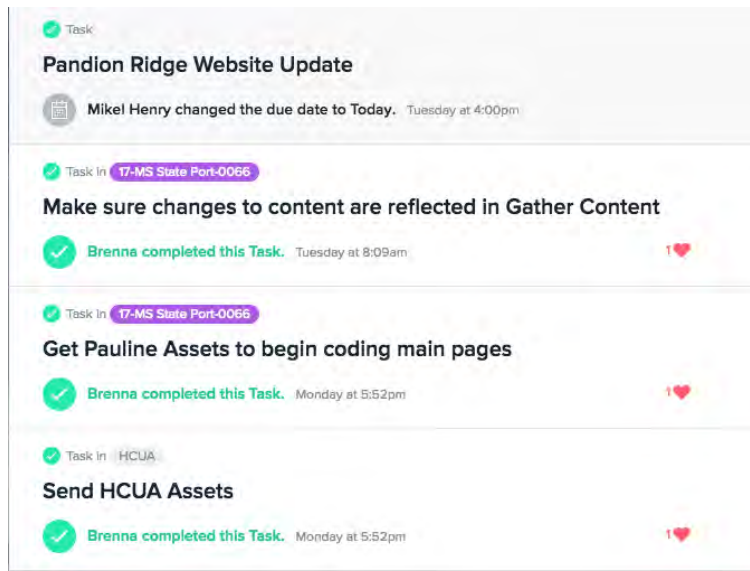 Task
Pandion Ridge Website Update
Mikel Henry changed the due date to Today. Tuesday at 4:00pm
Task in 17-MS State Port-0066
Make sure changes to content are reflected in Gather Content
Brenna completed this Task. Tuesday at 8:09am 1
Task in 17-MS State Port-0066
Get Pauline Assets to begin coding main pages
Brenna completed this Task. Monday at 5:52pm 1
Task in HCUA
Send HCUA Assets
Brenna completed this Task. Monday at 5:52pm 1